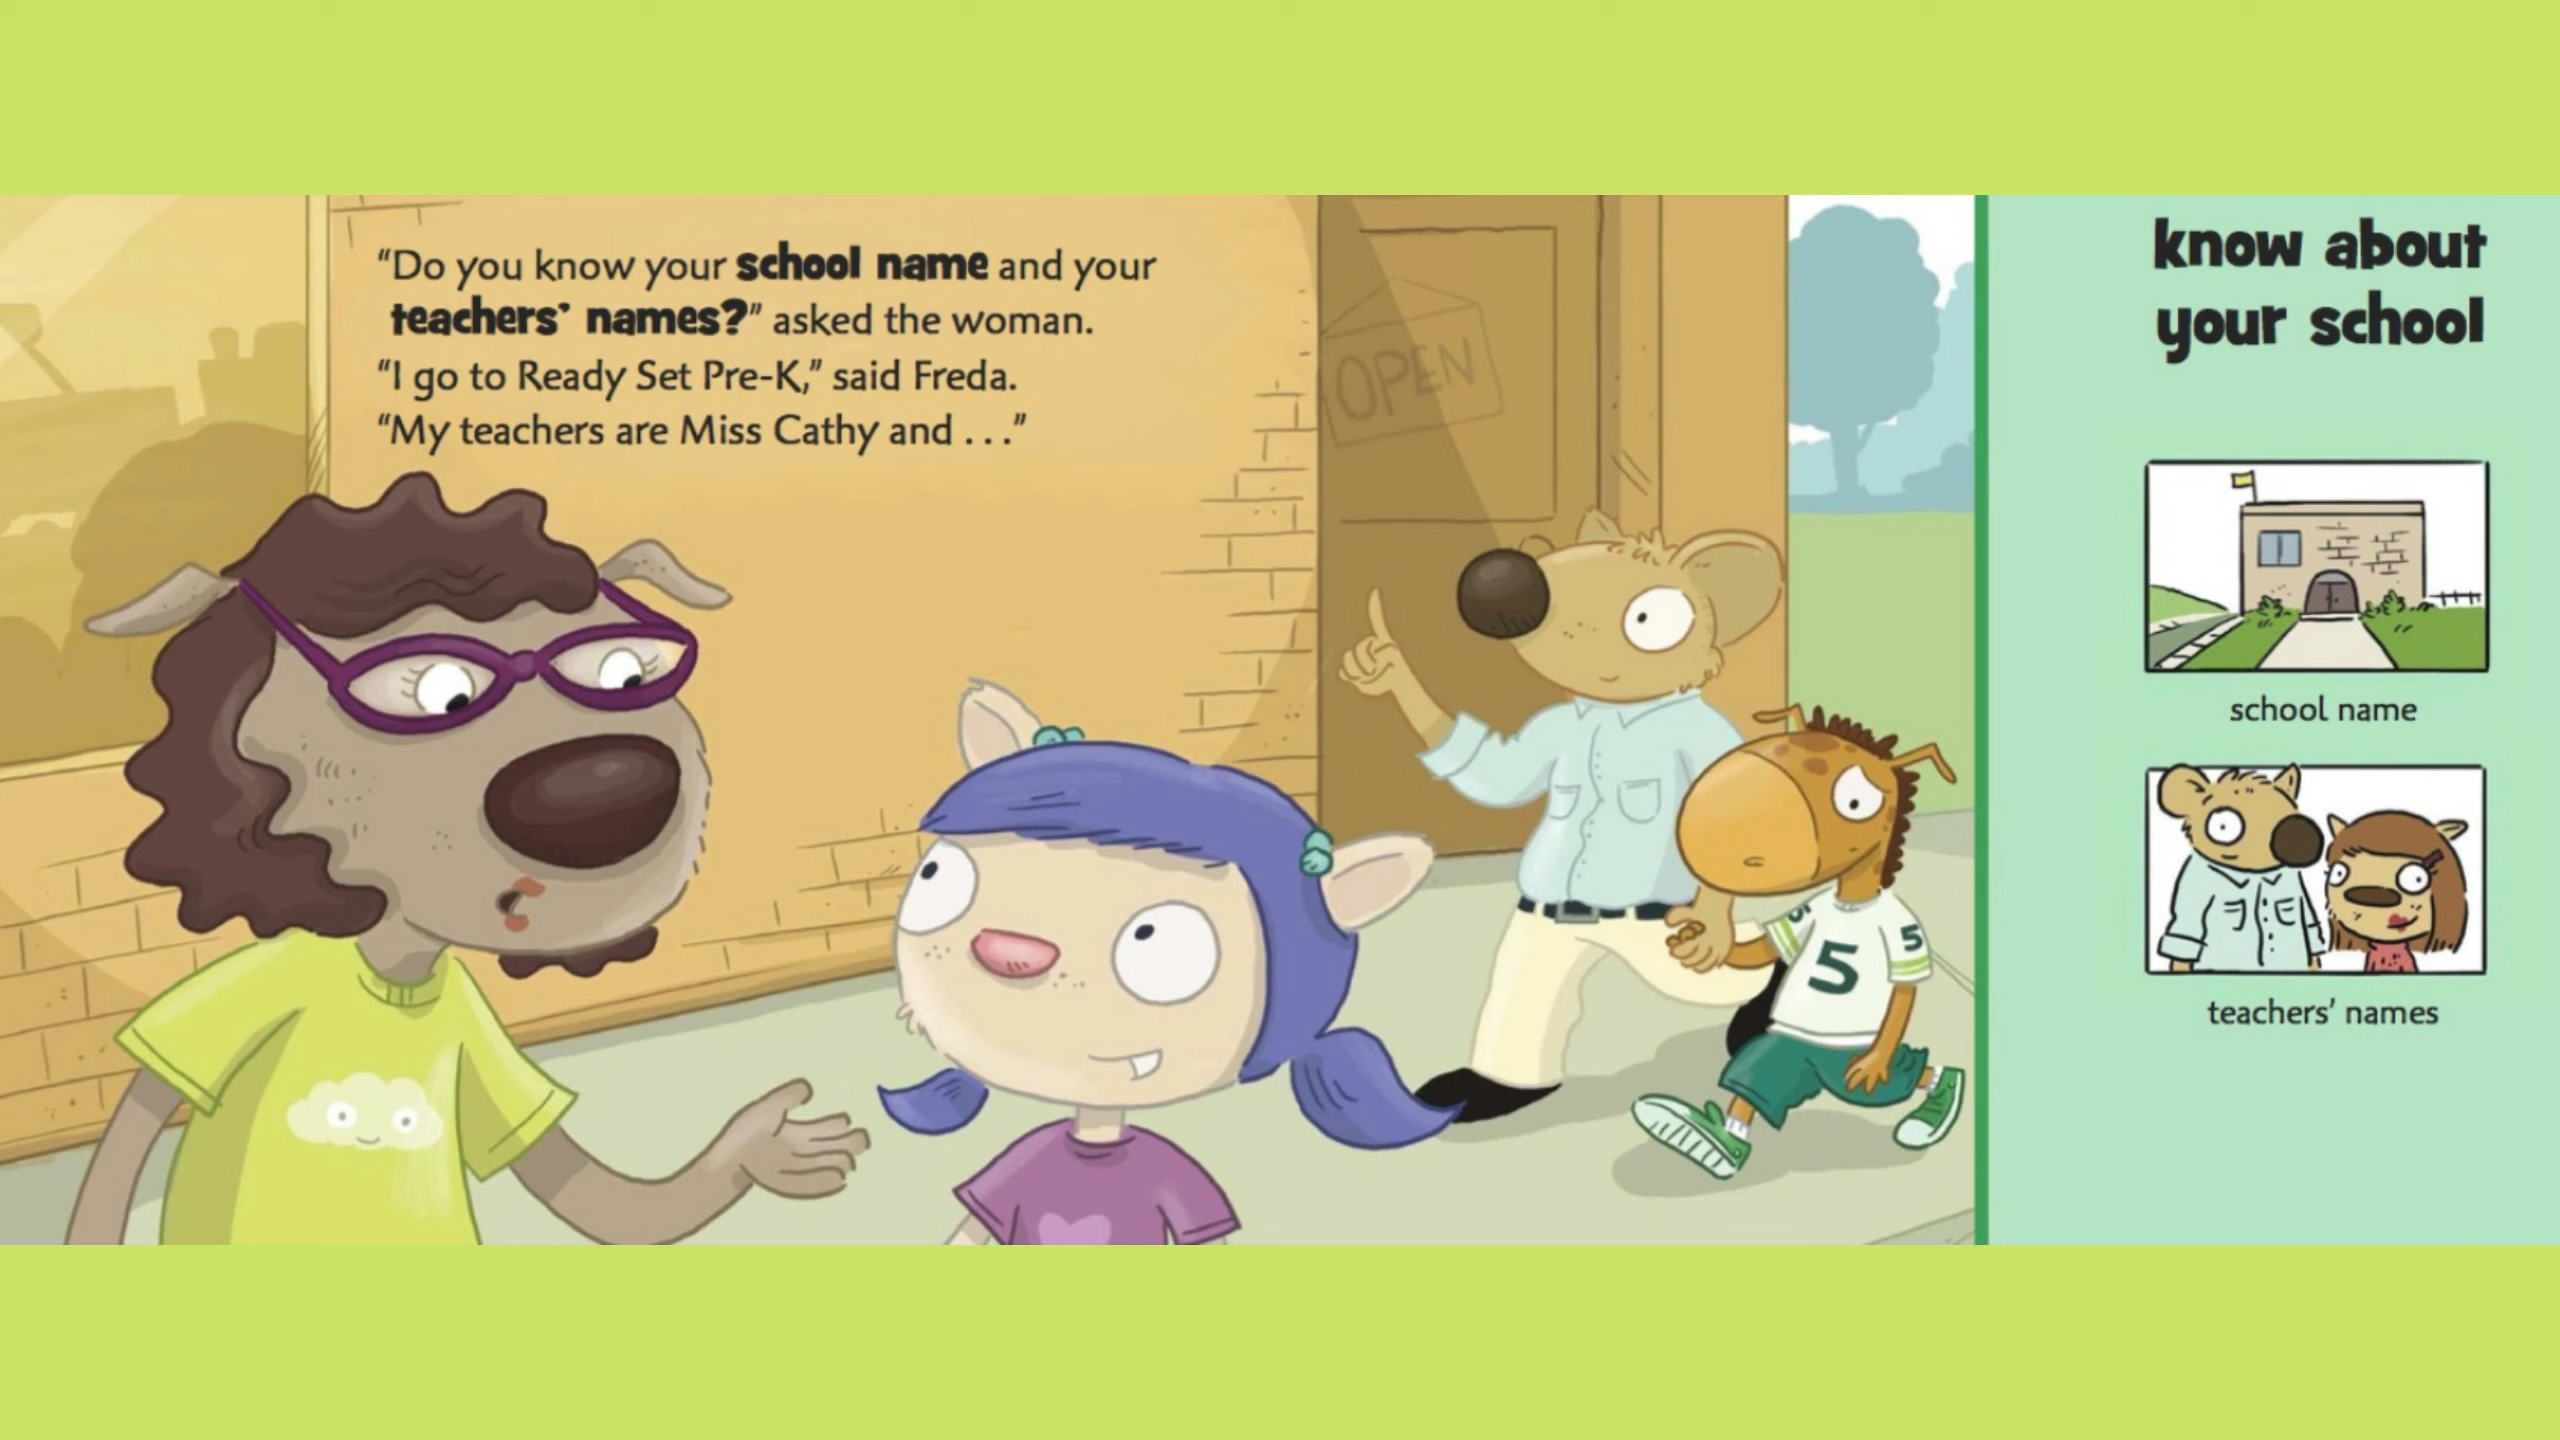 “Do you know your school name and your
teachers’ names?” asked the woman.
“I go to Ready Set Pre-K,” said Freda.
“My teachers are Miss Cathy and . . .”
OPEN
5
5
5
know about
your school
school name
teachers’ names